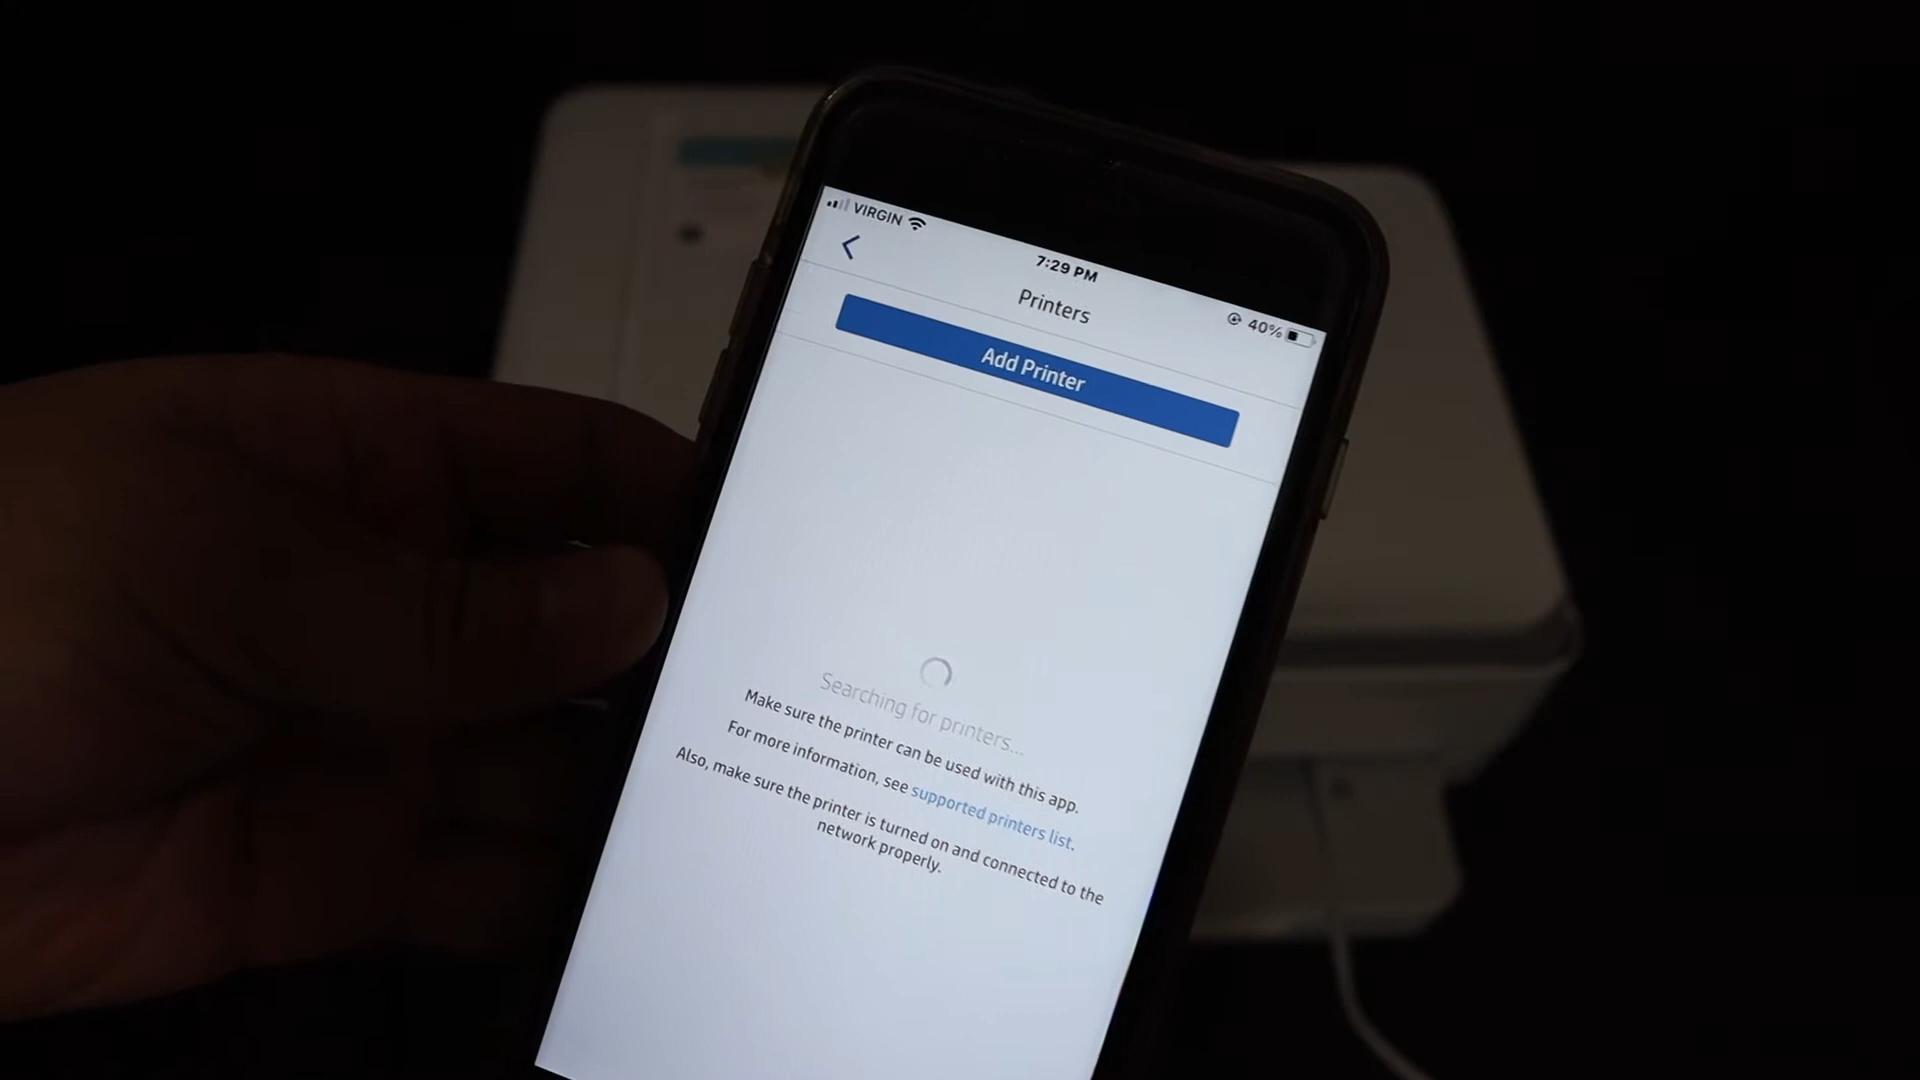 VIRGIN
7:29 PM
40%
Printers
Add Printer
Searching for printers...
Make sure the printer can be used with this app.
For more information, see supported printers list.
Also, make sure the printer is turned on and connected to the
network properly.